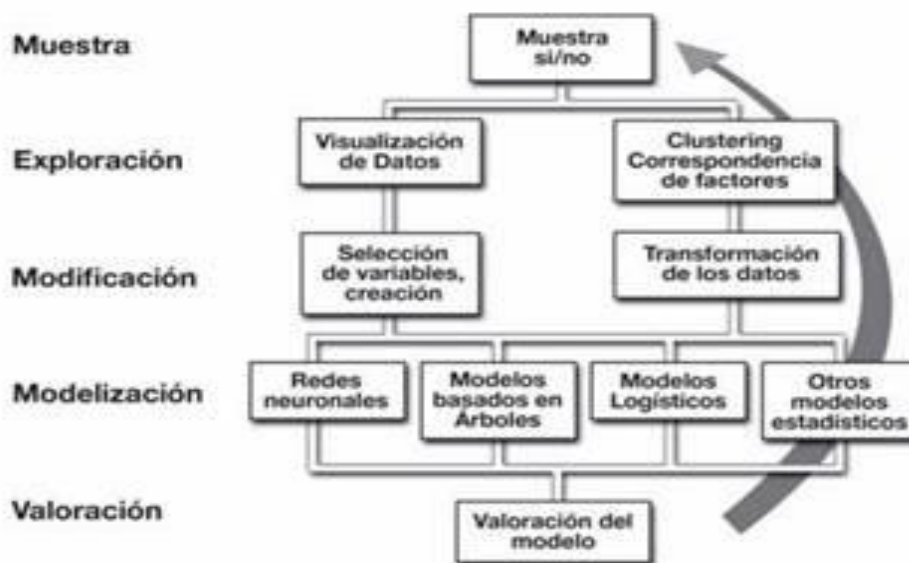 Muestra
Muestra
si/no
Exploración
Visualización
de Datos
Clustering
Correspondencia
de factores
Modificación
Selección
de variables,
creación
Transformación
de los datos
Modelización
Redes
neuronales
Modelos
basados en
Árboles
Modelos
Logísticos
Otros
modelos
estadísticos
Valoración
Valoración del
modelo